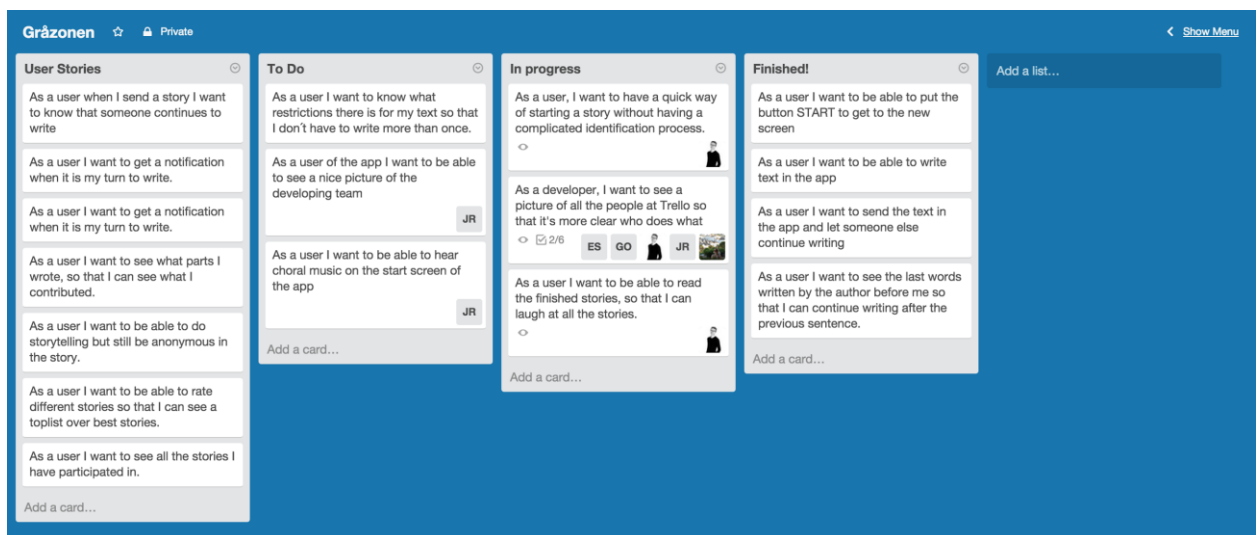 Gråzonen
Private
Show Menu
User Stories
As a user when I send a story I want
to know that someone continues to
write
As a user I want to get a notification
when it is my turn to write.
As a user I want to get a notification
when it is my turn to write.
As a user I want to see what parts I
wrote, so that I can see what I
contributed.
As a user I want to be able to do
storytelling but still be anonymous in
the story.
As a user I want to be able to rate
different stories so that I can see a
toplist over best stories.
As a user I want to see all the stories I
have participated in.
Add a card...
To Do
As a user I want to know what
restrictions there is for my text so that
I don´t have to write more than once.
As a user of the app I want to be able
to see a nice picture of the
developing team
JR
As a user I want to be able to hear
choral music on the start screen of
the app
JR
Add a card...
In progress
As a user, I want to have a quick way
of starting a story without having a
complicated identification process.
As a developer, I want to see a
picture of all the people at Trello so
that it's more clear who does what
2/6 ES GO JR
As a user I want to be able to read
the finished stories, so that I can
laugh at all the stories.
Add a card...
Finished!
As a user I want to be able to put the
button START to get to the new
screen
As a user I want to be able to write
text in the app
As a user I want to send the text in
the app and let someone else
continue writing
As a user I want to see the last words
written by the author before me so
that I can continue writing after the
previous sentence.
Add a card...
Add a list...